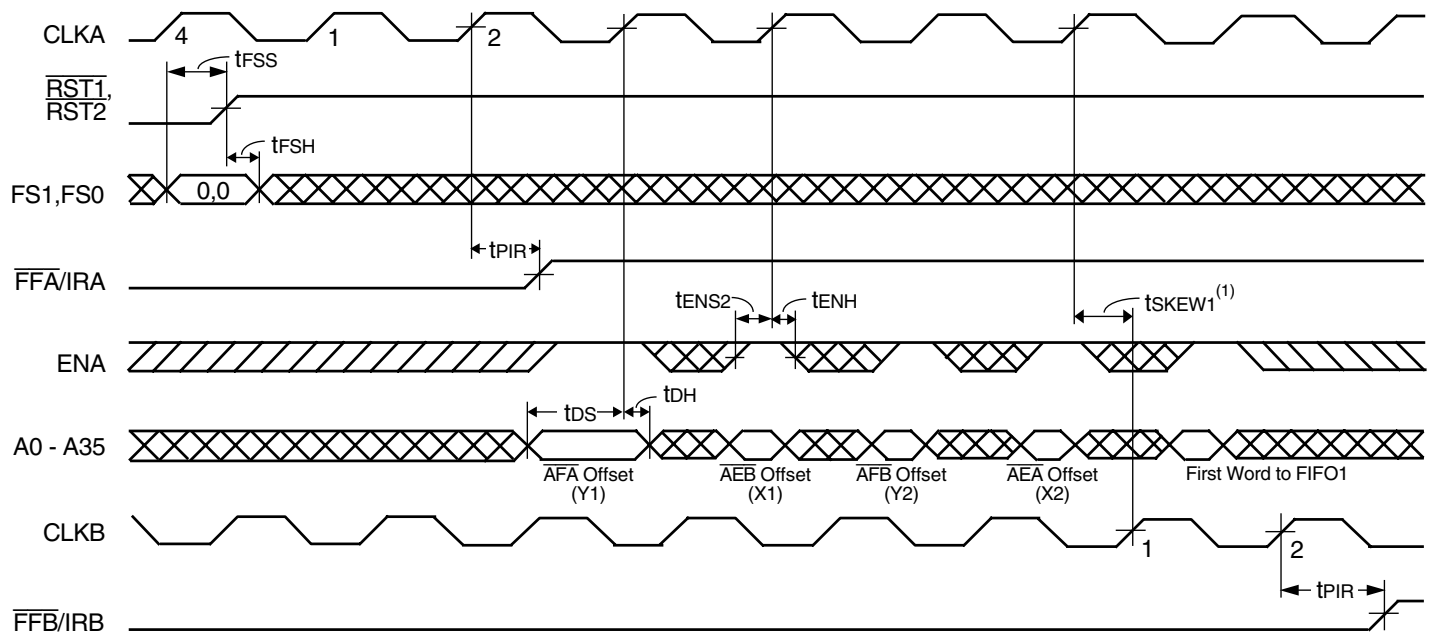 CLKA
4
1
2
tFSS
RST1,
RST2
tFSH
FS1,FS0
0,0
tPIR
FFA/IRA
tENS2
tENH
tSKEW1(1)
ENA
tDS
tDH
A0 - A35
AFA Offset
(Y1)
AEB Offset
(X1)
AFB Offset
(Y2)
AEA Offset
(X2)
First Word to FIFO1
CLKB
1
2
tPIR
FFB/IRB